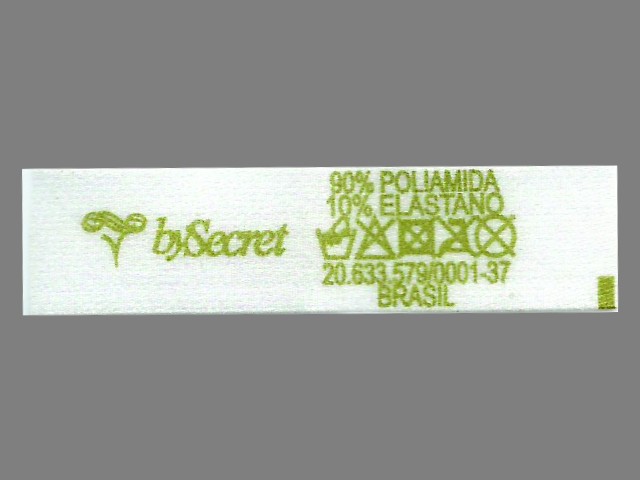 bySecret
90% POLIAMIDA
10% ELASTANO
20.633.579/0001-37
BRASIL